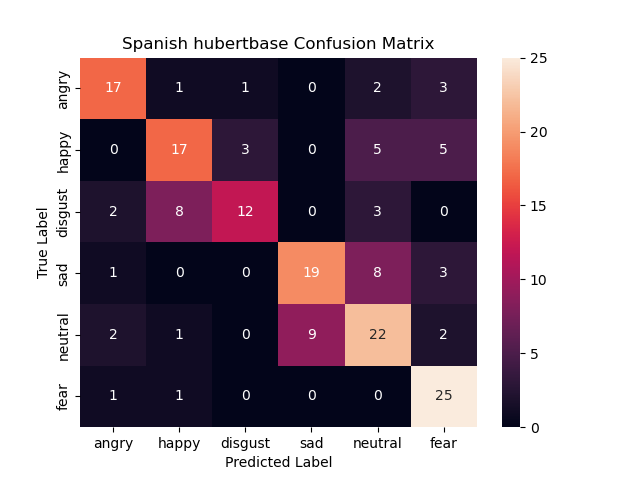 Spanish hubertbase Confusion Matrix
True Label
angry 17 1 1 0 2 3
happy 0 17 3 0 5 5
disgust 2 8 12 0 3 0
sad 1 0 0 19 8 3
neutral 2 1 0 9 22 2
fear 1 1 0 0 0 25
angry happy disgust sad neutral fear
Predicted Label
25
20
15
10
5
0